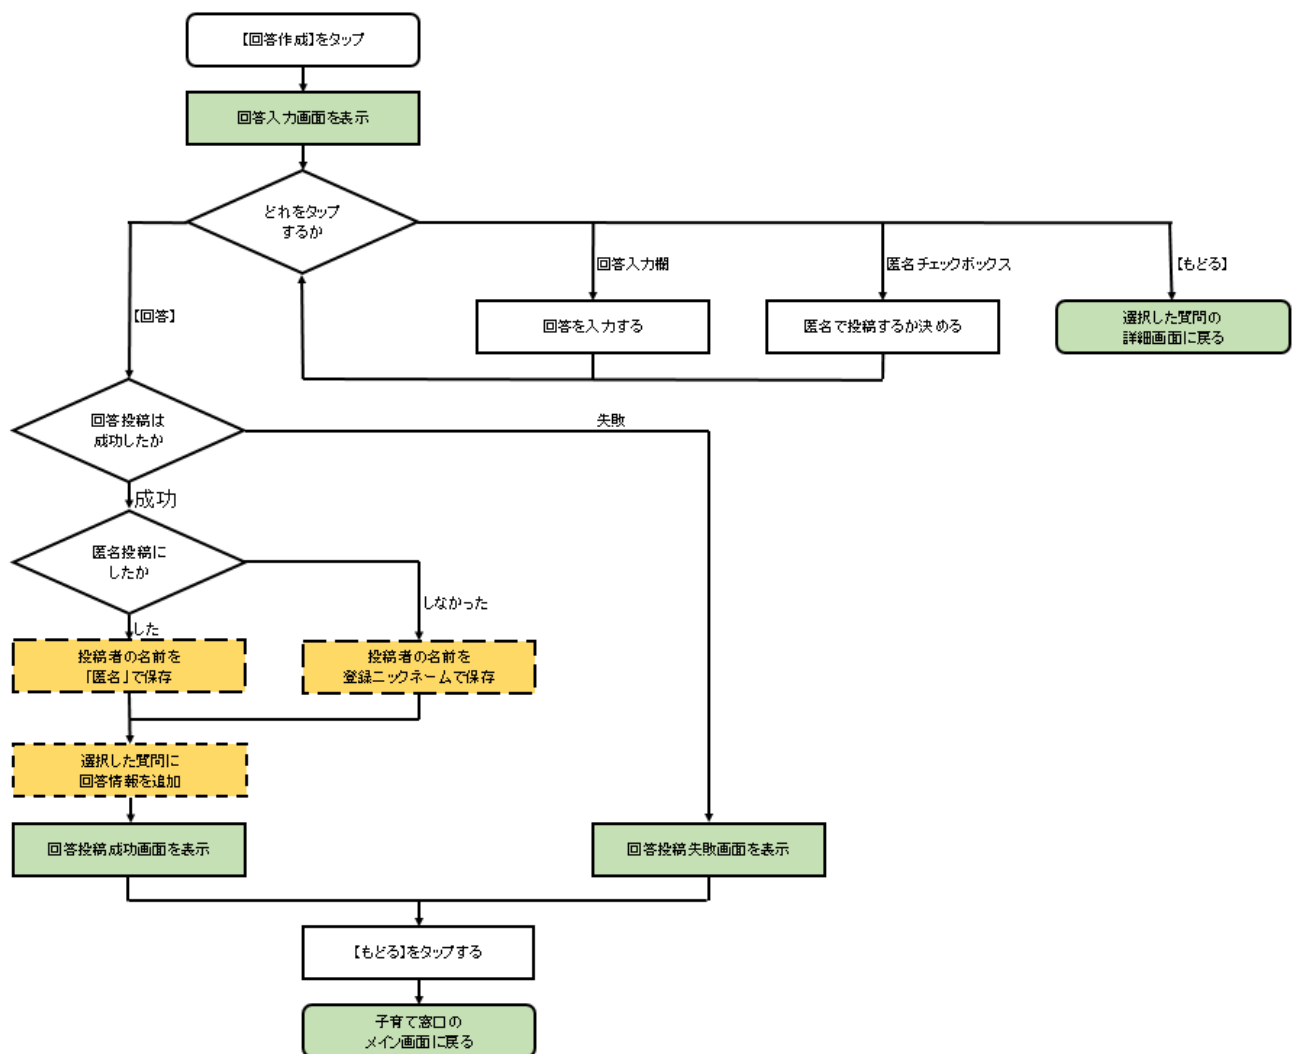 【回答作成】をタップ
回答入力画面を表示
どれをタップ
するか
回答入力欄
匿名チェックボックス
【もどる】
【回答】
回答を入力する
匿名で投稿するか決める
選択した質問の
詳細画面に戻る
回答投稿は
成功したか
失敗
成功
匿名投稿に
したか
しなかった
した
投稿者の名前を
「匿名」で保存
投稿者の名前を
登録ニックネームで保存
選択した質問に
回答情報を追加
回答投稿成功画面を表示
回答投稿失敗画面を表示
【もどる】をタップする
子育て窓口の
メイン画面に戻る